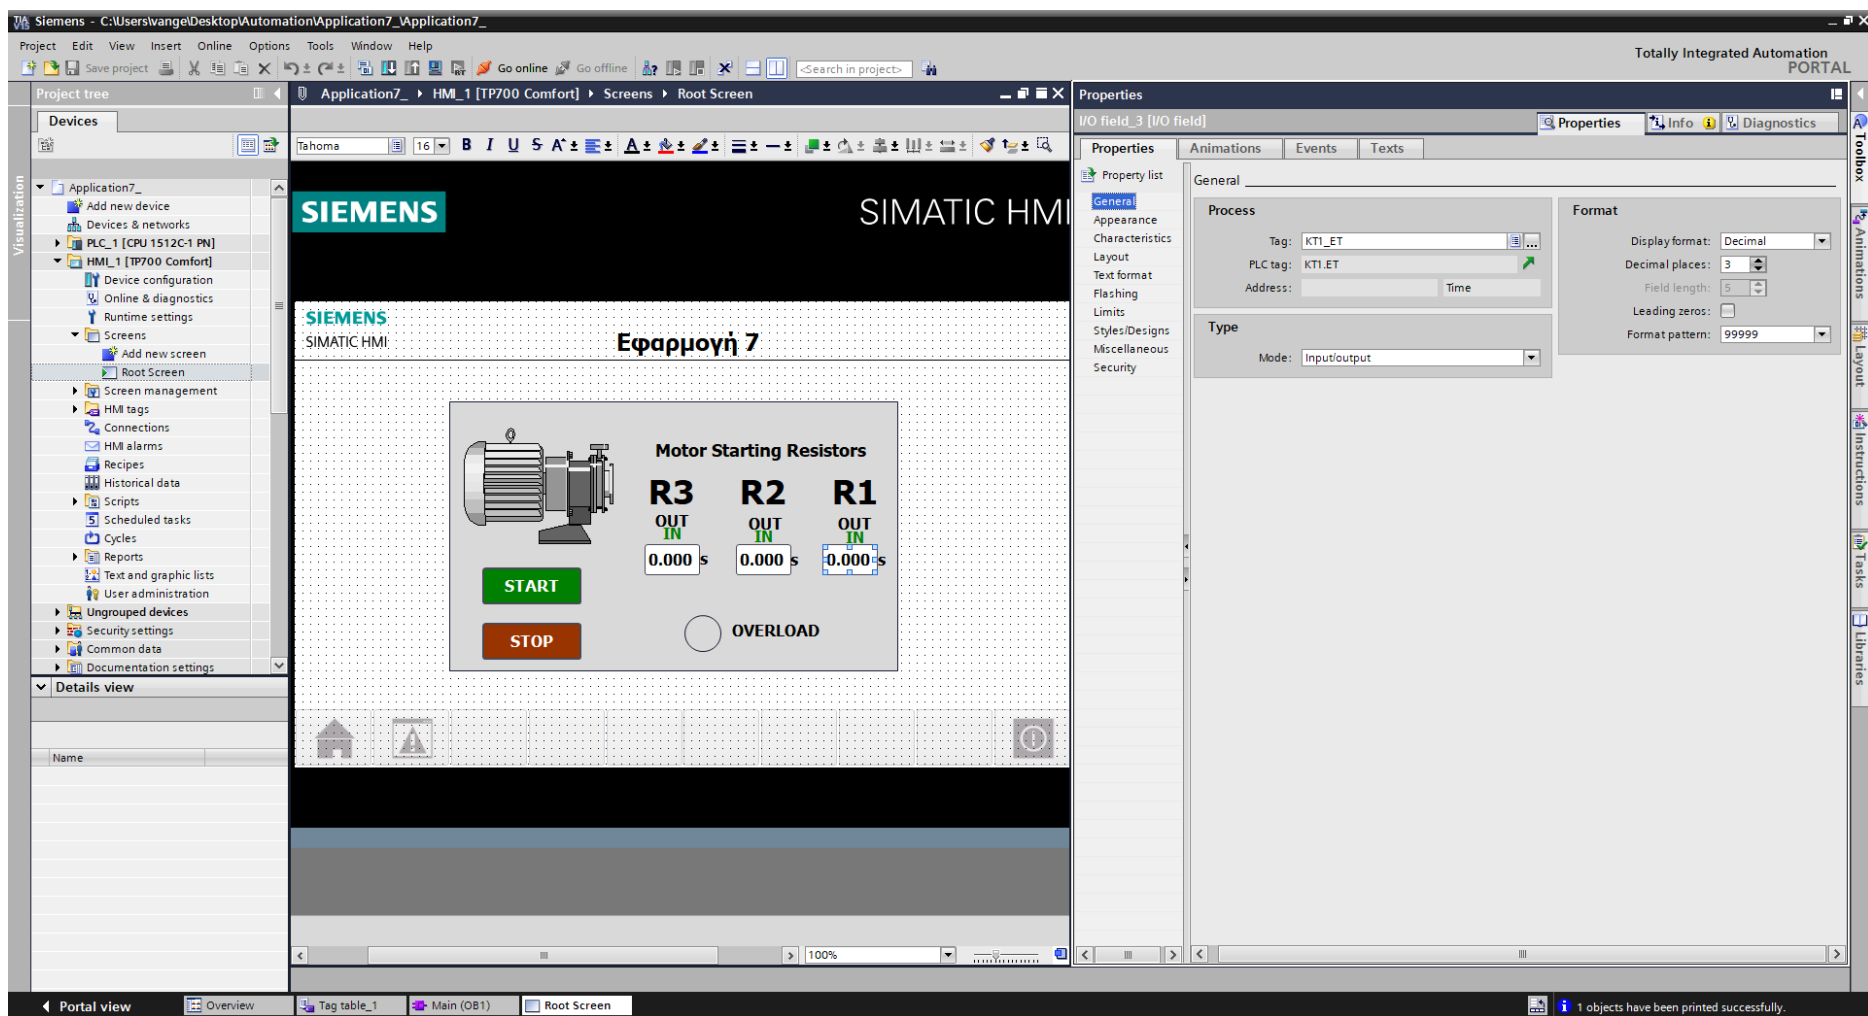 Siemens - C:\Users\vange\Desktop\Automation\Application7_\Application7_
Project Edit View Insert Online Options Tools Window Help
Totally Integrated Automation
PORTAL
Save project Go online Go offline <Search in project>
Project tree
Application7_ HMI_1 [TP700 Comfort] Screens Root Screen
Properties
Devices
I/O field_3 [I/O field]
Properties Info Diagnostics
Tahoma 16 B I U S
Properties Animations Events Texts
Visualization
Application7_
Add new device
Devices & networks
PLC_1 [CPU 1512C-1 PN]
HMI_1 [TP700 Comfort]
Device configuration
Online & diagnostics
Runtime settings
Screens
Add new screen
Root Screen
Screen management
HMI tags
Connections
HMI alarms
Recipes
Historical data
Scripts
Scheduled tasks
Cycles
Reports
Text and graphic lists
User administration
Ungrouped devices
Security settings
Common data
Documentation settings
Details view
Name
SIEMENS
SIMATIC HMI
SIEMENS
SIMATIC HMI
Εφαρμογή 7
Motor Starting Resistors
R3 R2 R1
OUT OUT OUT
IN IN IN
0.000 s 0.000 s 0.000 s
START
STOP
OVERLOAD
100%
Property list
General
Appearance
Characteristics
Layout
Text format
Flashing
Limits
Styles/Designs
Miscellaneous
Security
General
Process
Tag: KT1_ET
PLC tag: KT1.ET
Address: Time
Type
Mode: Input/output
Format
Display format: Decimal
Decimal places: 3
Field length: 5
Leading zeros:
Format pattern: 99999
Toolbox
Animations
Layout
Instructions
Tasks
Libraries
Portal view Overview Tag table_1 Main (OB1) Root Screen
1 objects have been printed successfully.